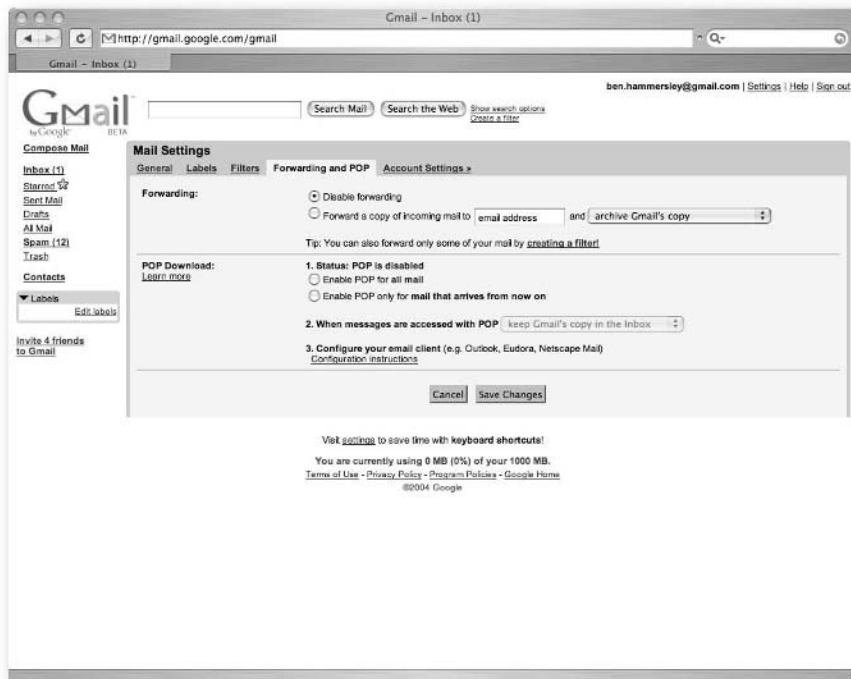 Gmail – Inbox (1)
http://gmail.google.com/gmail
Gmail – Inbox (1)
ben.hammersley@gmail.com | Settings | Help | Sign out
Gmail
by Google BETA
Search Mail Search the Web Show search options
Create a filter
Compose Mail
Inbox (1)
Starred
Sent Mail
Drafts
All Mail
Spam (12)
Trash
Contacts
Labels
Edit labels
Invite 4 friends
to Gmail
Mail Settings
General Labels Filters Forwarding and POP Account Settings »
Forwarding:
Disable forwarding
Forward a copy of incoming mail to email address and archive Gmail's copy
Tip: You can also forward only some of your mail by creating a filter!
POP Download:
Learn more
1. Status: POP is disabled
Enable POP for all mail
Enable POP only for mail that arrives from now on
2. When messages are accessed with POP keep Gmail's copy in the Inbox
3. Configure your email client (e.g. Outlook, Eudora, Netscape Mail)
Configuration instructions
Cancel Save Changes
Visit settings to save time with keyboard shortcuts!
You are currently using 0 MB (0%) of your 1000 MB.
Terms of Use - Privacy Policy - Program Policies - Google Home
©2004 Google